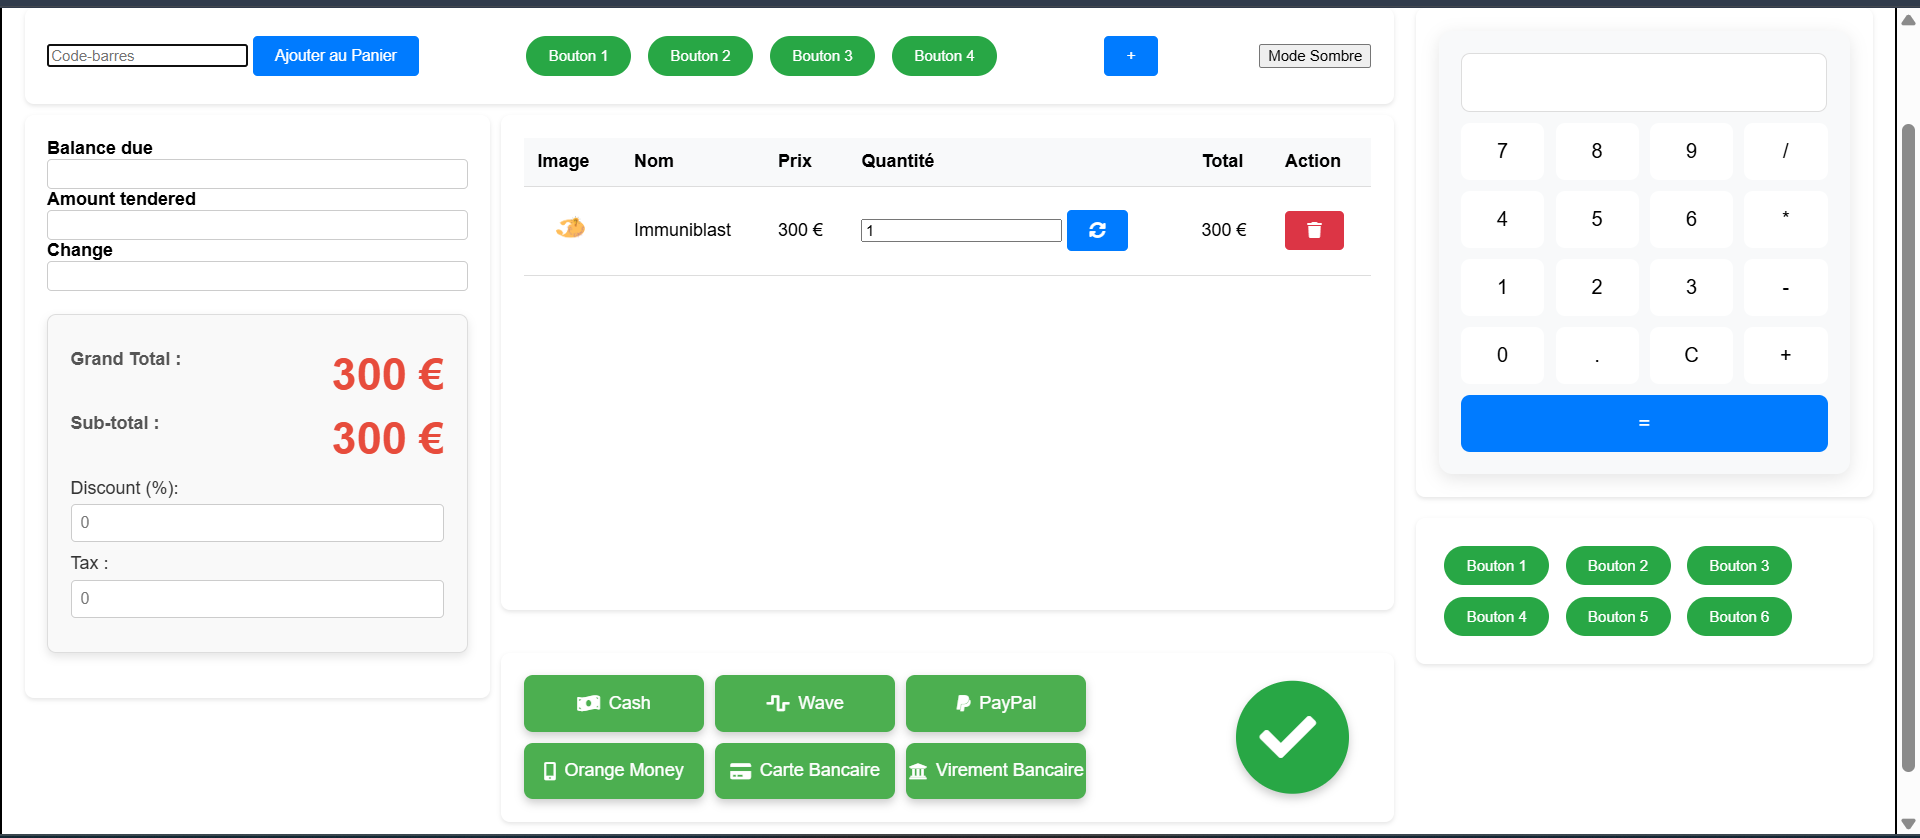 Code-barres
Ajouter au Panier
Bouton 1
Bouton 2
Bouton 3
Bouton 4
+
Mode Sombre
Balance due
Amount tendered
Change
Grand Total :
300 €
Sub-total :
300 €
Discount (%):
0
Tax :
0
Image Nom Prix Quantité Total Action
Immuniblast 300 € 1 300 €
Cash
Wave
PayPal
Orange Money
Carte Bancaire
Virement Bancaire
7 8 9 /
4 5 6 *
1 2 3 -
0 . C +
=
Bouton 1 Bouton 2 Bouton 3
Bouton 4 Bouton 5 Bouton 6